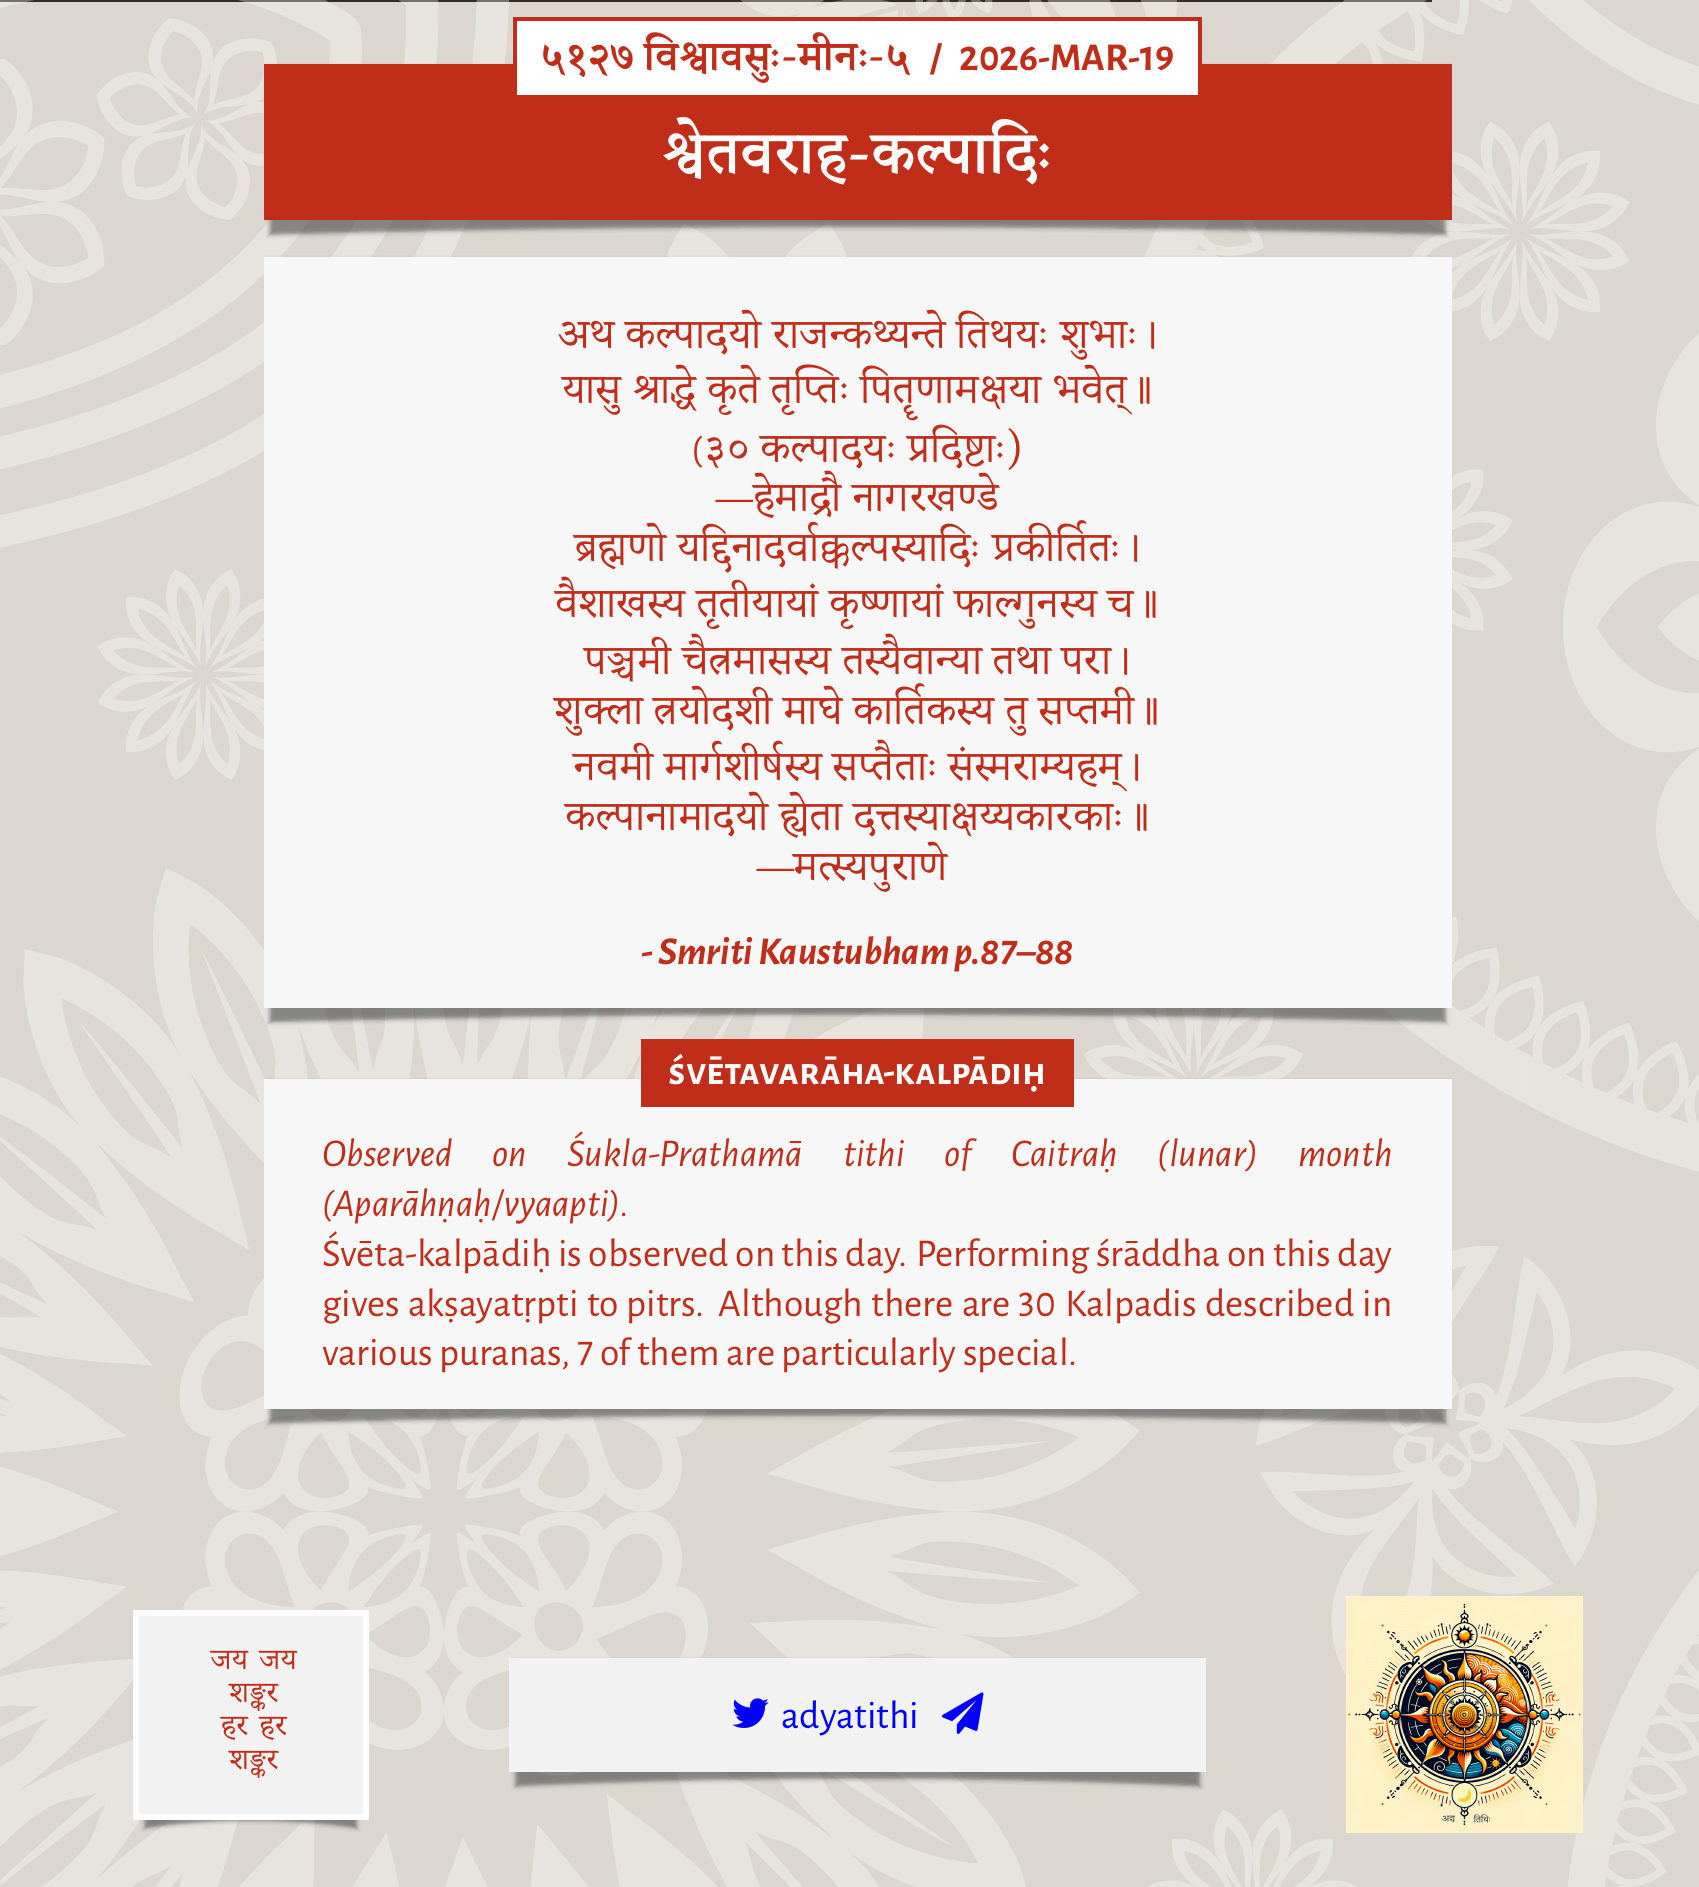 ५१२७ विश्वावसुः-मीनः-५ / 2026-MAR-19
श्वेतवराह-कल्पादिः
अथ कल्पादयो राजन्कथ्यन्ते तिथयः शुभाः।
यासु श्राद्धे कृते तृप्तिः पितॄणामक्षया भवेत्॥
(३० कल्पादयः प्रदिष्टाः)
—हेमाद्रौ नागरखण्डे
ब्रह्मणो यद्दिनादर्वाक्कल्पस्यादिः प्रकीर्तितः।
वैशाखस्य तृतीयायां कृष्णायां फाल्गुनस्य च॥
पञ्चमी चैत्रमासस्य तस्यैवान्या तथा परा।
शुक्ला त्रयोदशी माघे कार्तिकस्य तु सप्तमी॥
नवमी मार्गशीर्षस्य सप्तैताः संस्मराम्यहम्।
कल्पानामादयो ह्येता दत्तस्याक्षय्यकारकाः॥
—मत्स्यपुराणे
- Smriti Kaustubham p.87–88
ŚVĒTAVARĀHA-KALPĀDIḤ
Observed on Śukla-Prathamā tithi of Caitraḥ (lunar) month
(Aparāhṇaḥ/vyaapti).
Śvēta-kalpādiḥ is observed on this day. Performing śrāddha on this day
gives akṣayatṛpti to pitrs. Although there are 30 Kalpadis described in
various puranas, 7 of them are particularly special.
जय जय
शङ्कर
हर हर
शङ्कर
adyatithi
अद्य तिथिः